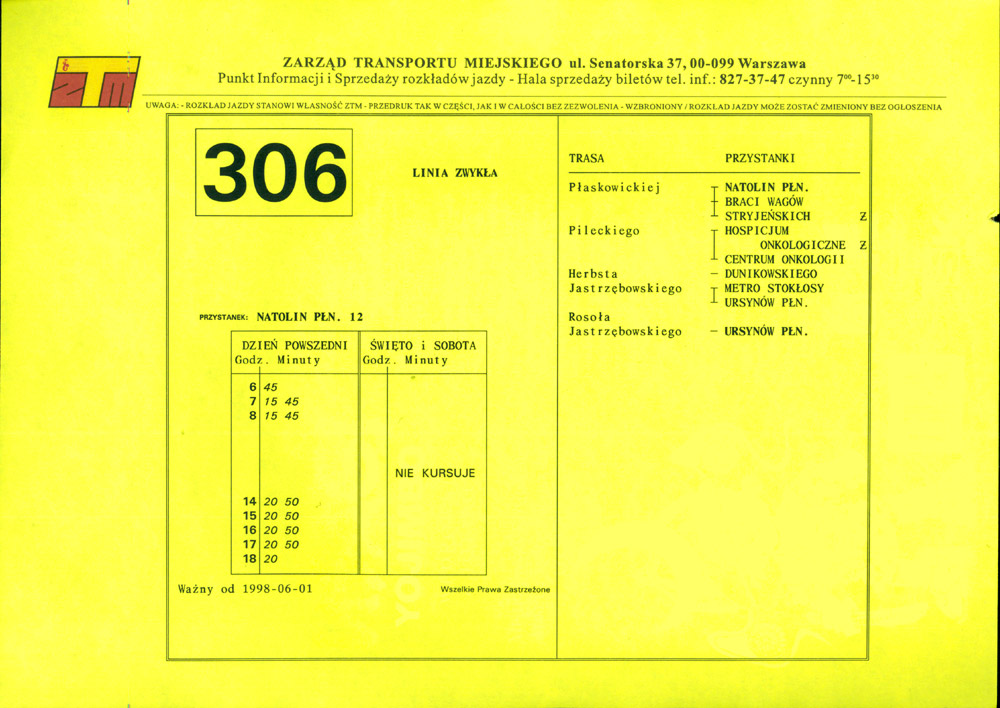 ZTM
ZARZĄD TRANSPORTU MIEJSKIEGO ul. Senatorska 37, 00-099 Warszawa
Punkt Informacji i Sprzedaży rozkładów jazdy - Hala sprzedaży biletów tel. inf.: 827-37-47 czynny 7⁰⁰-15³⁰
UWAGA: - ROZKŁAD JAZDY STANOWI WŁASNOŚĆ ZTM - PRZEDRUK TAK W CZĘŚCI, JAK I W CAŁOŚCI BEZ ZEZWOLENIA - WZBRONIONY / ROZKŁAD JAZDY MOŻE ZOSTAĆ ZMIENIONY BEZ OGŁOSZENIA
306
LINIA ZWYKŁA
PRZYSTANEK: NATOLIN PŁN. 12
DZIEŃ POWSZEDNI ŚWIĘTO i SOBOTA
Godz. Minuty Godz. Minuty
6 45
7 15 45
8 15 45
NIE KURSUJE
14 20 50
15 20 50
16 20 50
17 20 50
18 20
Ważny od 1998-06-01 Wszelkie Prawa Zastrzeżone
TRASA PRZYSTANKI
Płaskowickiej NATOLIN PŁN.
BRACI WAGÓW
STRYJEŃSKICH Z
Pileckiego HOSPICJUM
ONKOLOGICZNE Z
CENTRUM ONKOLOGII
Herbsta - DUNIKOWSKIEGO
Jastrzębowskiego METRO STOKŁOSY
URSYNÓW PŁN.
Rosoła
Jastrzębowskiego - URSYNÓW PŁN.